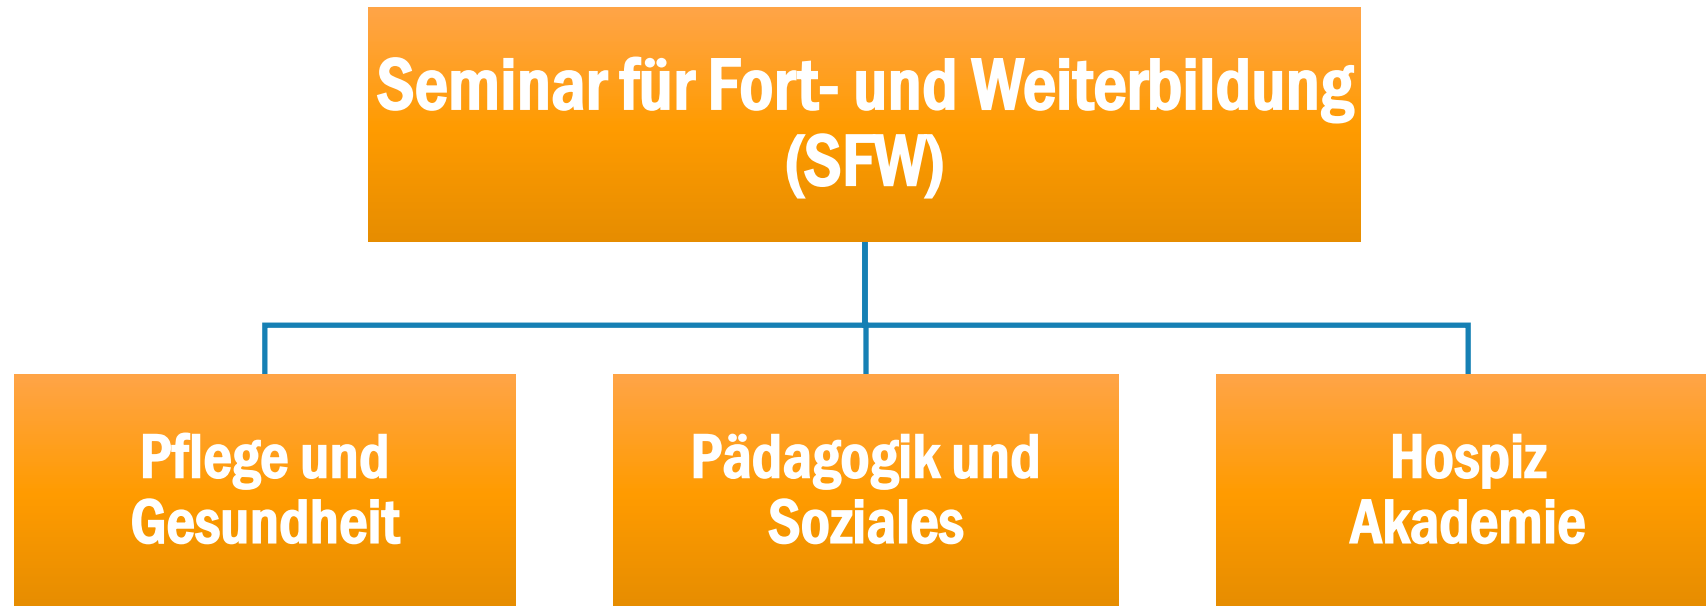 Seminar für Fort- und Weiterbildung
(SFW)
Pflege und
Gesundheit
Pädagogik und
Soziales
Hospiz
Akademie